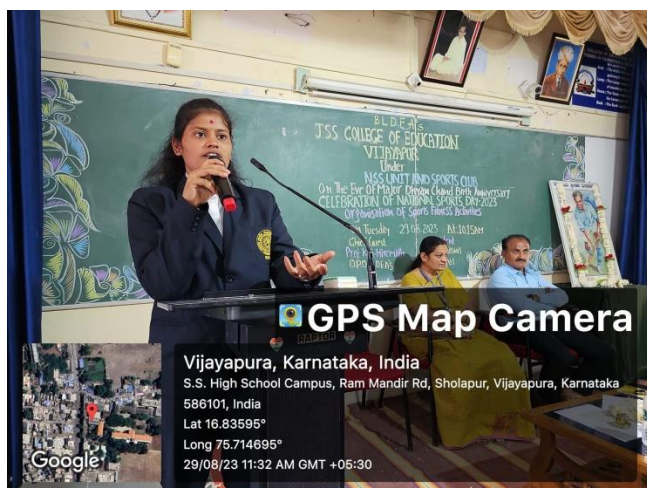 B L D E A's
JSS COLLEGE OF EDUCATION
VIJAYAPUR
Under
NSS UNIT AND SPORTS CLUB
On The Eve Of Major Dhyan Chand Birth Anniversary
CELEBRATION OF NATIONAL SPORTS DAY-2023
Organisation of Sports Fitness Activities
Tuesday 29 08 2023 At:10.15AM
Chief Guest
GPS Map Camera
RAPTOR
Vijayapura, Karnataka, India
S.S. High School Campus, Ram Mandir Rd, Sholapur, Vijayapura, Karnataka
586101, India
Lat 16.83595°
Long 75.714695°
29/08/23 11:32 AM GMT +05:30
Google